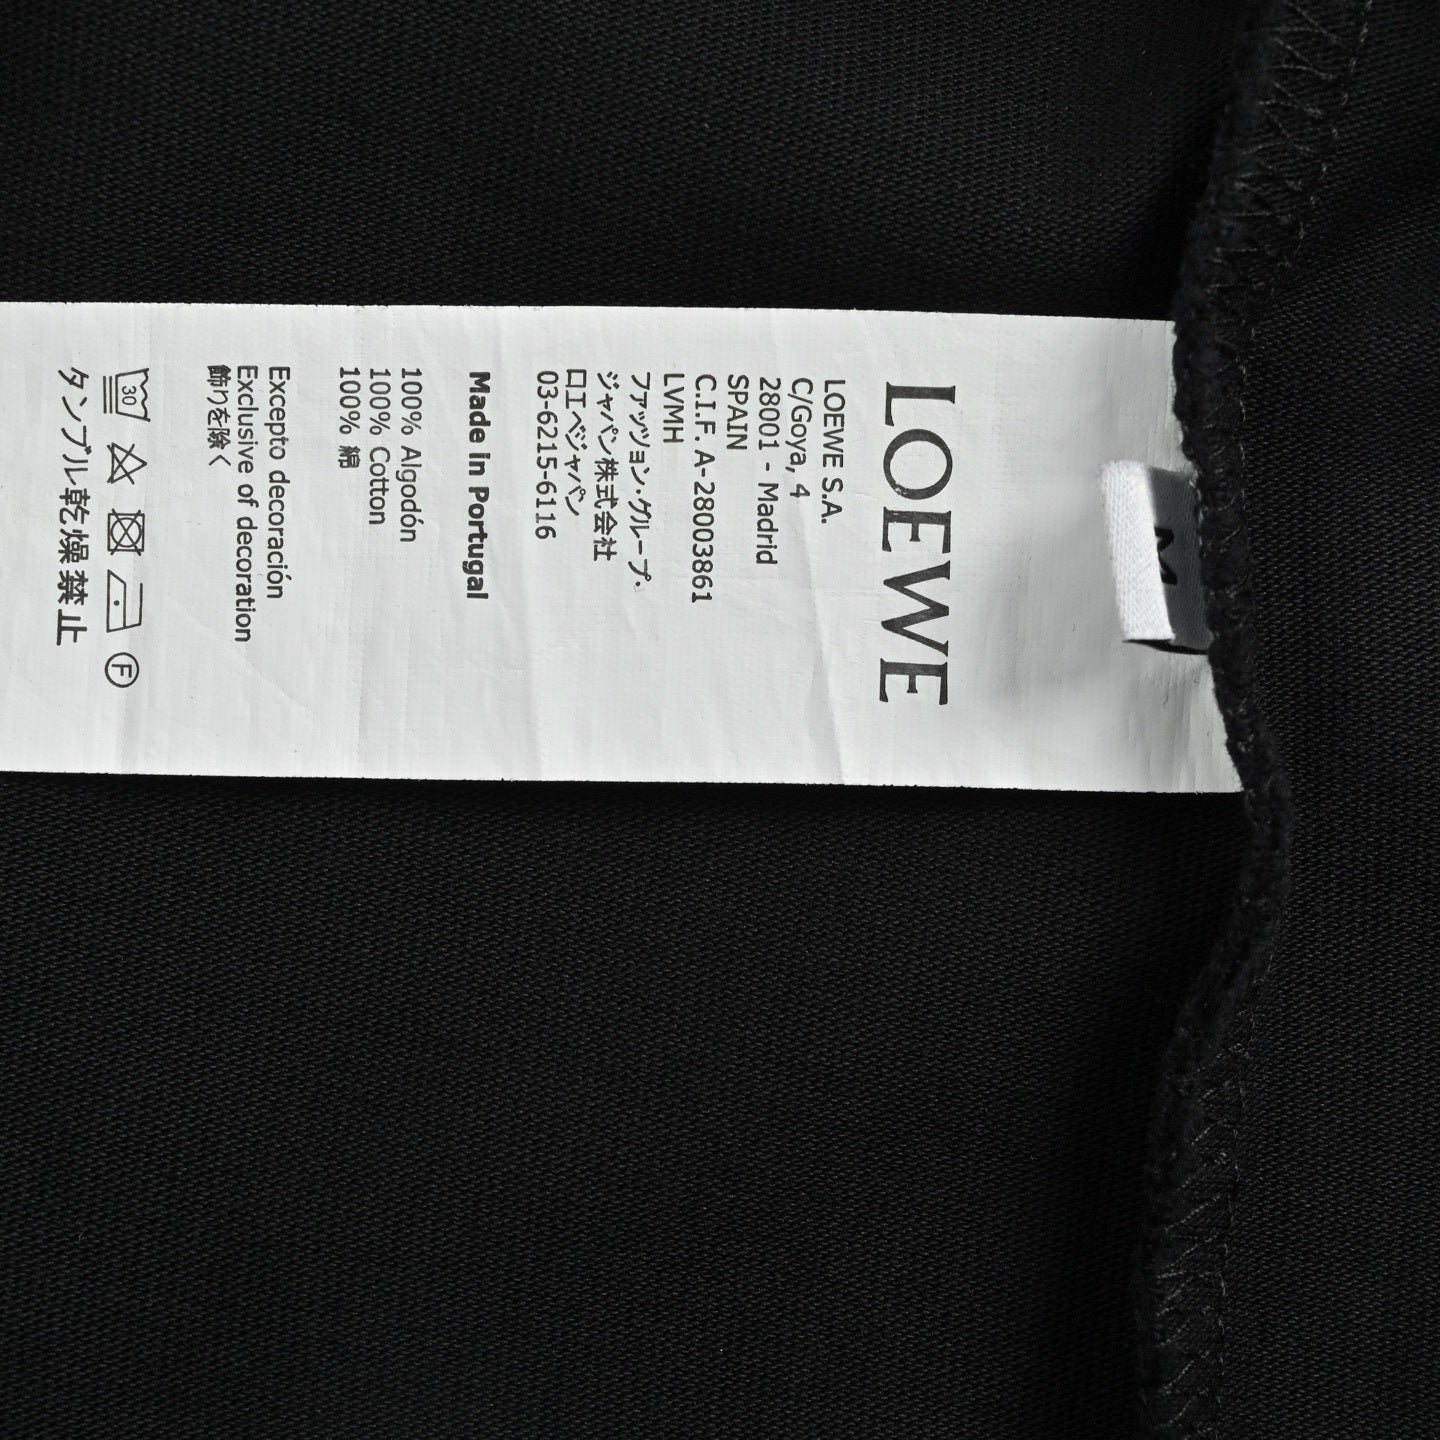 LOEWE
LOEWE S.A.
C/Goya, 4
28001 - Madrid
SPAIN
C.I.F. A-28003861
LVMH
ファッション・グループ・
ジャパン株式会社
ロエベジャパン
03-6215-6116
Made in Portugal
100% Algodón
100% Cotton
100% 綿
Excepto decoración
Exclusive of decoration
飾りを除く
30
F
タンブル乾燥禁止
M